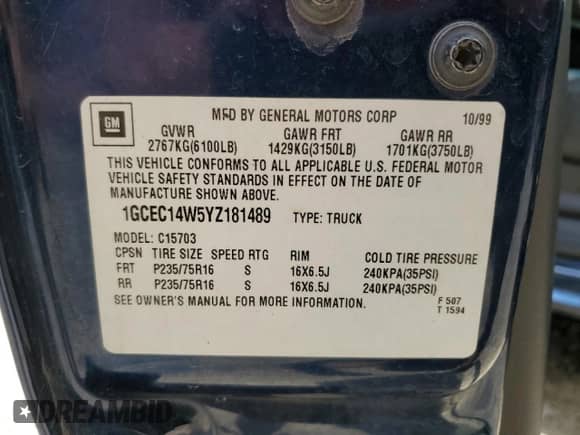 GM
MFD BY GENERAL MOTORS CORP 10/99
GVWR GAWR FRT GAWR RR
2767KG(6100LB) 1429KG(3150LB) 1701KG(3750LB)
THIS VEHICLE CONFORMS TO ALL APPLICABLE U.S. FEDERAL MOTOR
VEHICLE SAFETY STANDARDS IN EFFECT ON THE DATE OF
MANUFACTURE SHOWN ABOVE.
1GCEC14W5YZ181489 TYPE: TRUCK
MODEL: C15703
CPSN TIRE SIZE SPEED RTG RIM COLD TIRE PRESSURE
FRT P235/75R16 S 16X6.5J 240KPA(35PSI)
RR P235/75R16 S 16X6.5J 240KPA(35PSI)
SEE OWNER'S MANUAL FOR MORE INFORMATION.
F 507
T 1594
DREAMBID